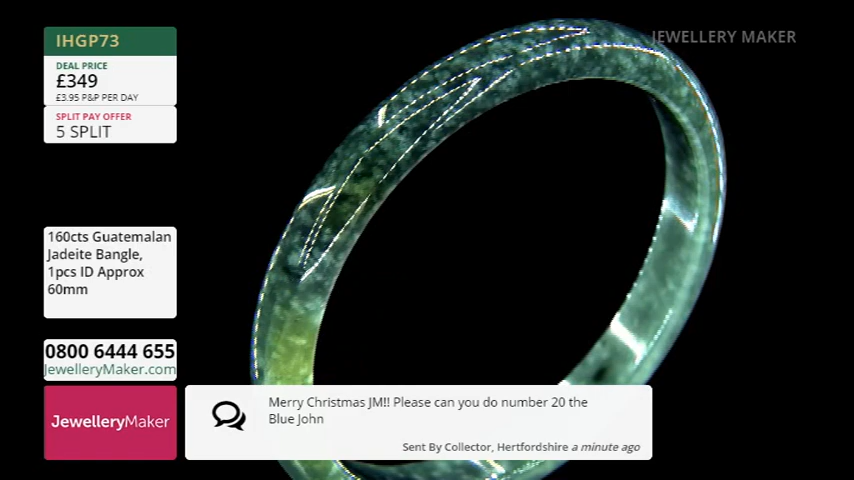 IHGP73
DEAL PRICE
£349
£3.95 P&P PER DAY
SPLIT PAY OFFER
5 SPLIT
160cts Guatemalan
Jadeite Bangle,
1pcs ID Approx
60mm
0800 6444 655
JewelleryMaker.com
JewelleryMaker
JEWELLERY MAKER
Merry Christmas JM!! Please can you do number 20 the
Blue John
Sent By Collector, Hertfordshire a minute ago